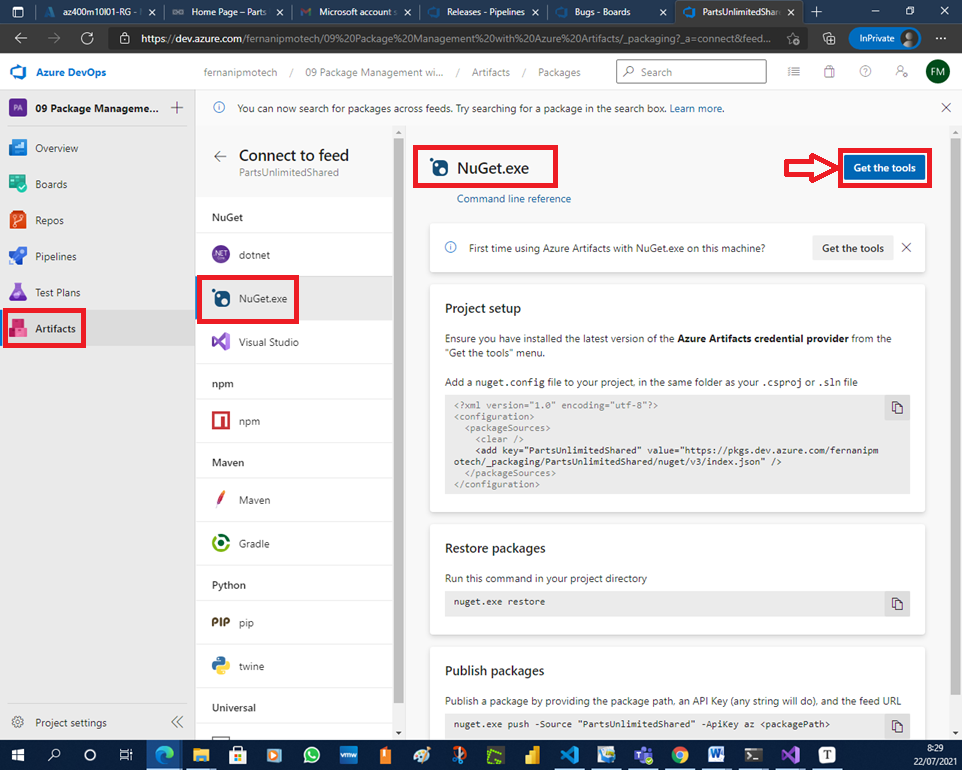 az400m10l01-RG -
Home Page - Parts
Microsoft account s
Releases - Pipelines
Bugs - Boards
PartsUnlimitedShar
https://dev.azure.com/fernanipmotech/09%20Package%20Management%20with%20Azure%20Artifacts/_packaging?_a=connect&feed...
InPrivate
Azure DevOps
fernanipmotech / 09 Package Management wi... / Artifacts / Packages
Search
FM
PA
09 Package Manageme...
You can now search for packages across feeds. Try searching for a package in the search box. Learn more.
Overview
Boards
Repos
Pipelines
Test Plans
Artifacts
Project settings
Connect to feed
PartsUnlimitedShared
NuGet
NET
dotnet
NuGet.exe
Visual Studio
npm
npm
Maven
Maven
Gradle
Python
PIP
pip
twine
Universal
NuGet.exe
Get the tools
Command line reference
First time using Azure Artifacts with NuGet.exe on this machine?
Get the tools
Project setup
Ensure you have installed the latest version of the Azure Artifacts credential provider from the
"Get the tools" menu.
Add a nuget.config file to your project, in the same folder as your .csproj or .sln file
<?xml version="1.0" encoding="utf-8"?>
<configuration>
<packageSources>
<clear />
<add key="PartsUnlimitedShared" value="https://pkgs.dev.azure.com/fernanipm
otech/_packaging/PartsUnlimitedShared/nuget/v3/index.json" />
</packageSources>
</configuration>
Restore packages
Run this command in your project directory
nuget.exe restore
Publish packages
Publish a package by providing the package path, an API Key (any string will do), and the feed URL
nuget.exe push -Source "PartsUnlimitedShared" -ApiKey az <packagePath>
vmw
W
T
8:29
22/07/2021